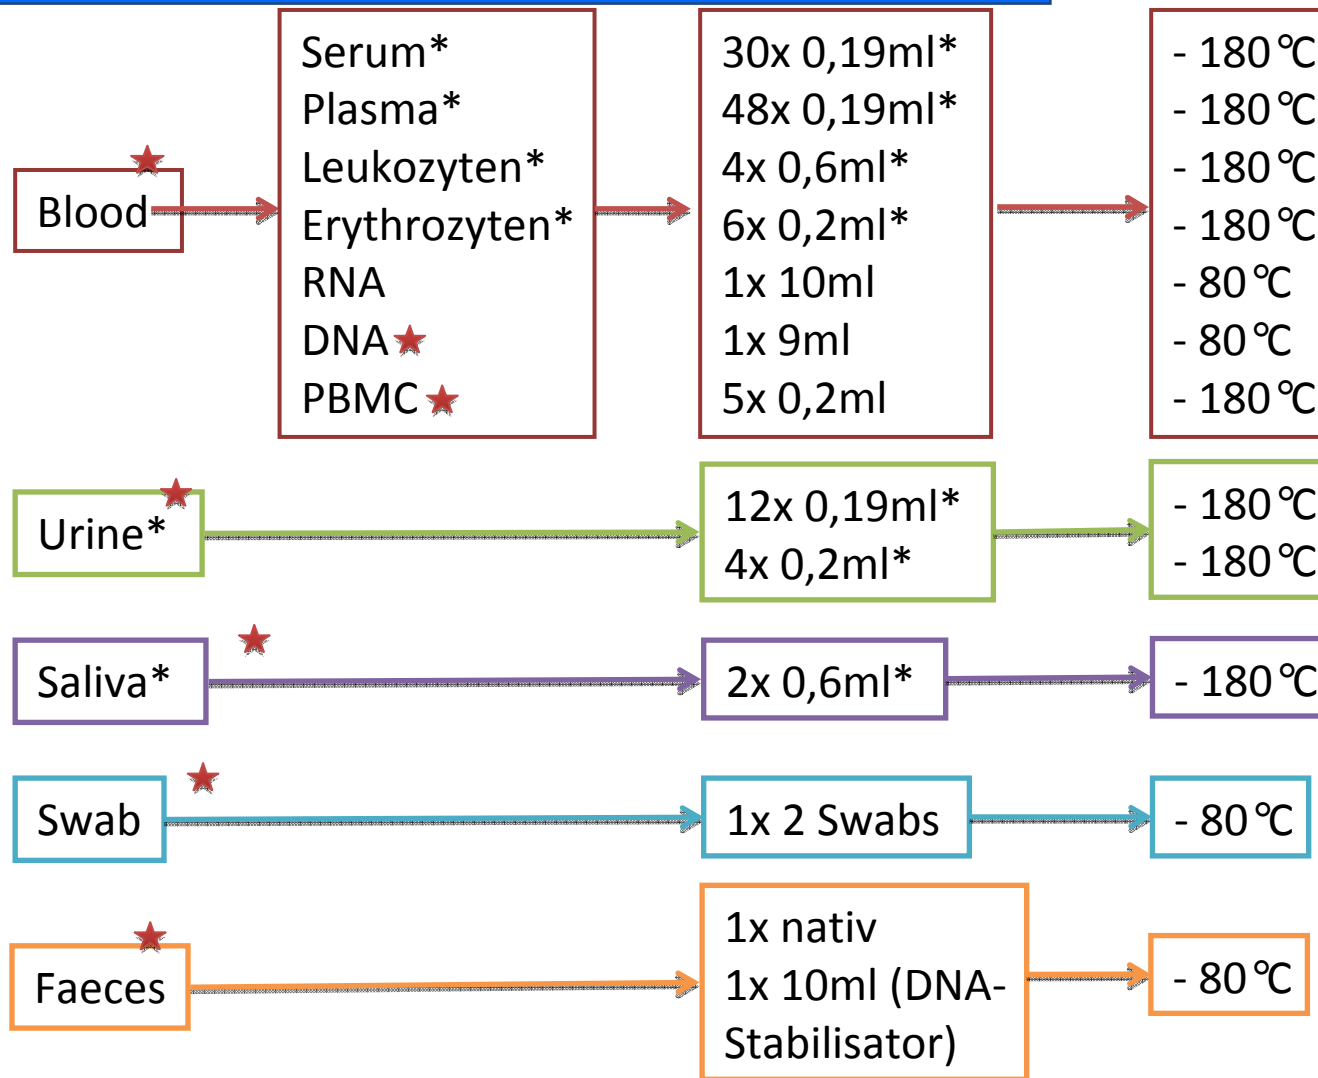 Blood
Serum*
Plasma*
Leukozyten*
Erythrozyten*
RNA
DNA
PBMC
30x 0,19ml*
48x 0,19ml*
4x 0,6ml*
6x 0,2ml*
1x 10ml
1x 9ml
5x 0,2ml
- 180°C
- 180°C
- 180°C
- 180°C
- 80°C
- 80°C
- 180°C
Urine*
12x 0,19ml*
4x 0,2ml*
- 180°C
- 180°C
Saliva*
2x 0,6ml*
- 180°C
Swab
1x 2 Swabs
- 80°C
Faeces
1x nativ
1x 10ml (DNA-
Stabilisator)
- 80°C